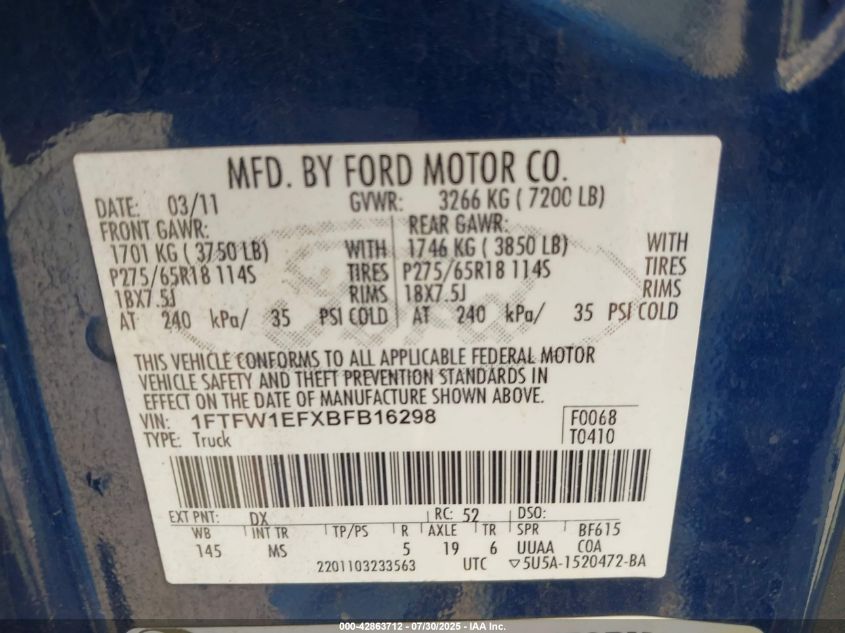 MFD. BY FORD MOTOR CO.
DATE: 03/11 GVWR: 3266 KG ( 7200 LB)
FRONT GAWR: REAR GAWR:
1701 KG ( 3750 LB) WITH 1746 KG ( 3850 LB) WITH
P275/65R18 114S TIRES P275/65R18 114S TIRES
18X7.5J RIMS 18X7.5J RIMS
AT 240 kPa/ 35 PSI COLD AT 240 kPa/ 35 PSI COLD
THIS VEHICLE CONFORMS TO ALL APPLICABLE FEDERAL MOTOR
VEHICLE SAFETY AND THEFT PREVENTION STANDARDS IN
EFFECT ON THE DATE OF MANUFACTURE SHOWN ABOVE.
VIN: 1FTFW1EFXBFB16298 F0068
TYPE: Truck T0410
EXT PNT: DX RC: 52 DSO:
WB INT TR TP/PS R AXLE TR SPR BF615
145 MS 5 19 6 UUAA COA
2201103233563 UTC ▽5U5A-1520472-BA
000-42863712 - 07/30/2025 - IAA Inc.